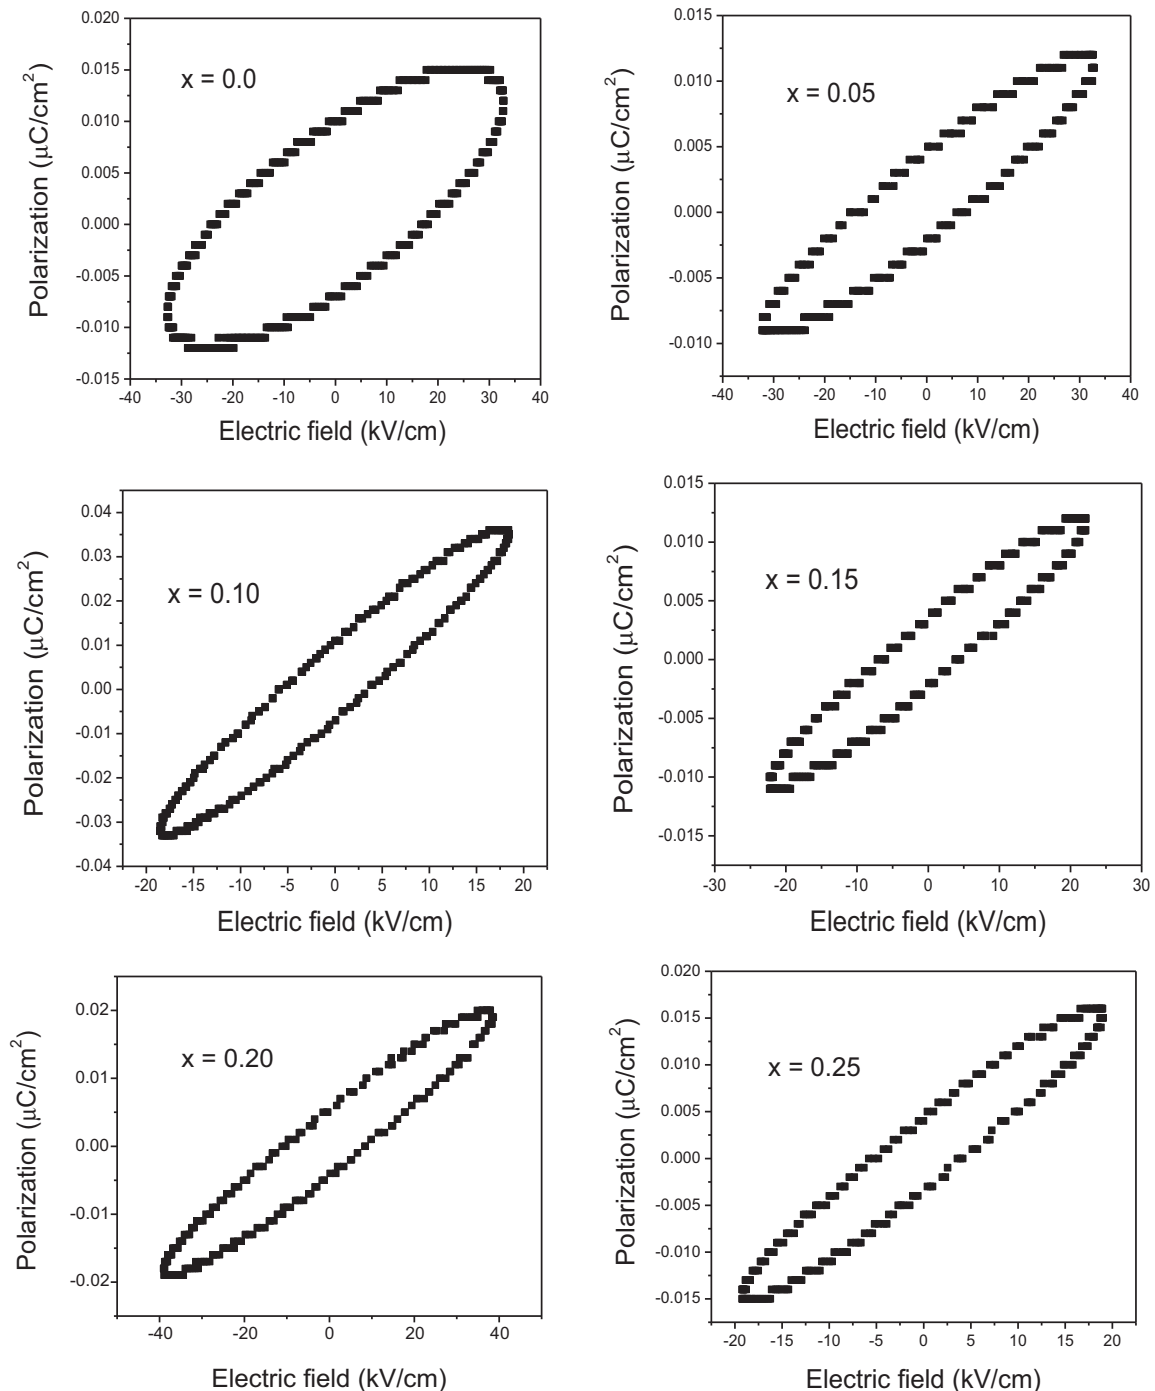 0.020
0.015
0.010
0.005
0.000
-0.005
-0.010
-0.015
-40 -30 -20 -10 0 10 20 30 40
Polarization (μC/cm²)
x = 0.0
Electric field (kV/cm)
0.015
0.010
0.005
0.000
-0.005
-0.010
-40 -30 -20 -10 0 10 20 30 40
Polarization (μC/cm²)
x = 0.05
Electric field (kV/cm)
0.04
0.03
0.02
0.01
0.00
-0.01
-0.02
-0.03
-0.04
-20 -15 -10 -5 0 5 10 15 20
Polarization (μC/cm²)
x = 0.10
Electric field (kV/cm)
0.015
0.010
0.005
0.000
-0.005
-0.010
-0.015
-30 -20 -10 0 10 20 30
Polarization (μC/cm²)
x = 0.15
Electric field (kV/cm)
0.02
0.01
0.00
-0.01
-0.02
-40 -20 0 20 40
Polarization (μC/cm²)
x = 0.20
Electric field (kV/cm)
0.020
0.015
0.010
0.005
0.000
-0.005
-0.010
-0.015
-20 -15 -10 -5 0 5 10 15 20
Polarization (μC/cm²)
x = 0.25
Electric field (kV/cm)